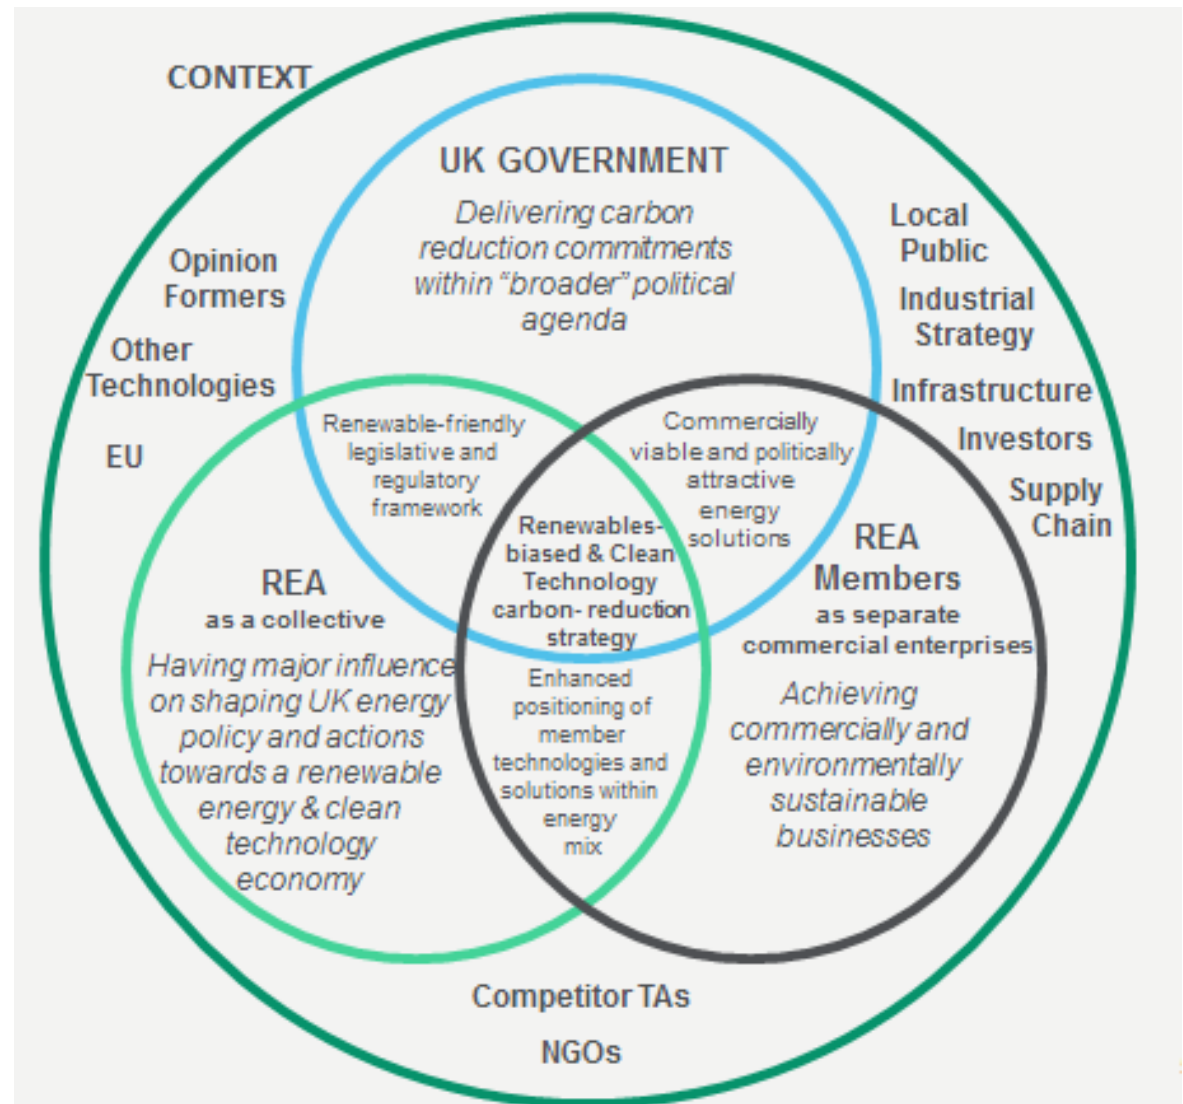 CONTEXT
UK GOVERNMENT
Delivering carbon
reduction commitments
within “broader” political
agenda
Opinion
Formers
Other
Technologies
EU
Local
Public
Industrial
Strategy
Infrastructure
Investors
Supply
Chain
Renewable-friendly
legislative and
regulatory
framework
Commercially
viable and politically
attractive
energy
solutions
Renewables-
biased & Clean
Technology
carbon- reduction
strategy
REA
as a collective
Having major influence
on shaping UK energy
policy and actions
towards a renewable
energy & clean
technology
economy
REA
Members
as separate
commercial enterprises
Achieving
commercially and
environmentally
sustainable
businesses
Enhanced
positioning of
member
technologies and
solutions within
energy
mix
Competitor TAs
NGOs